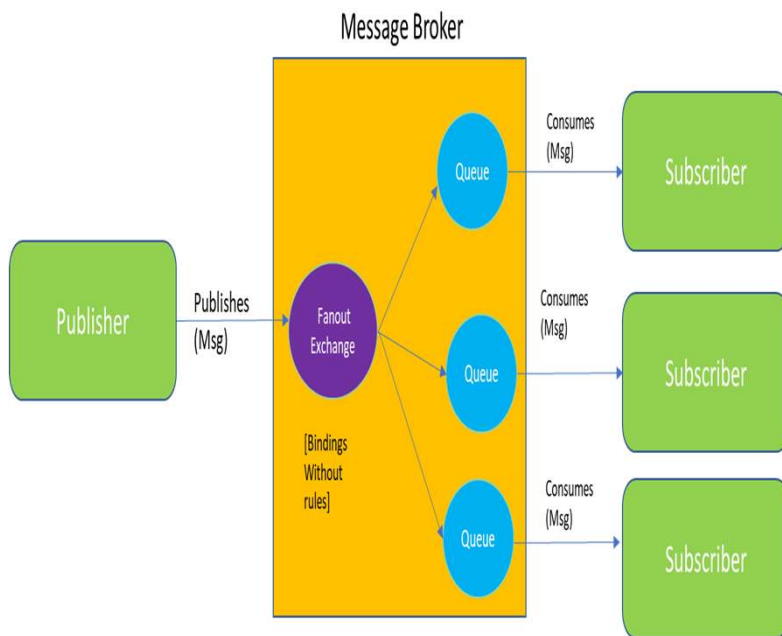 Message Broker
Consumes
(Msg)
Queue
Subscriber
Publisher
Publishes
(Msg)
Fanout
Exchange
Consumes
(Msg)
Queue
Subscriber
[Bindings
Without
rules]
Consumes
(Msg)
Queue
Subscriber